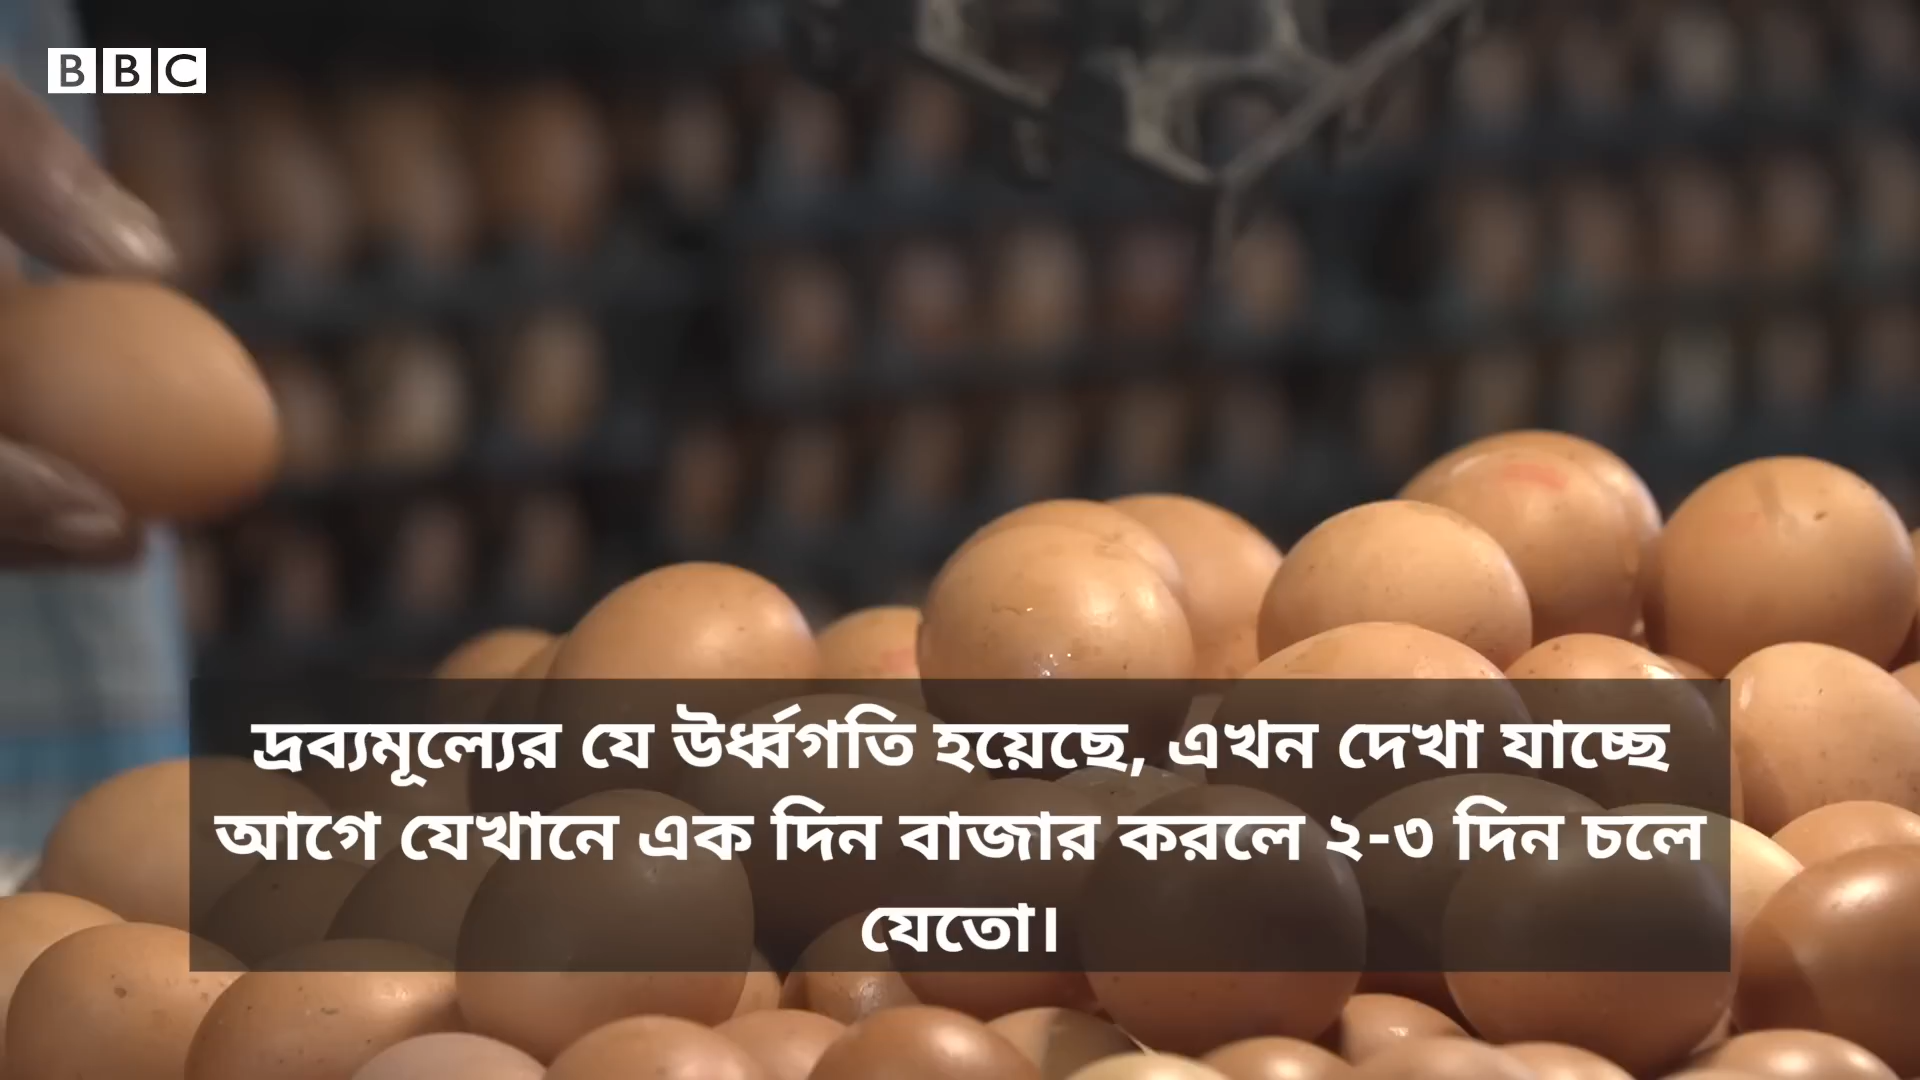 BBC
দ্রব্যমূল্যের যে উর্ধ্বগতি হয়েছে, এখন দেখা যাচ্ছে
আগে যেখানে এক দিন বাজার করলে ২-৩ দিন চলে
যেতো।